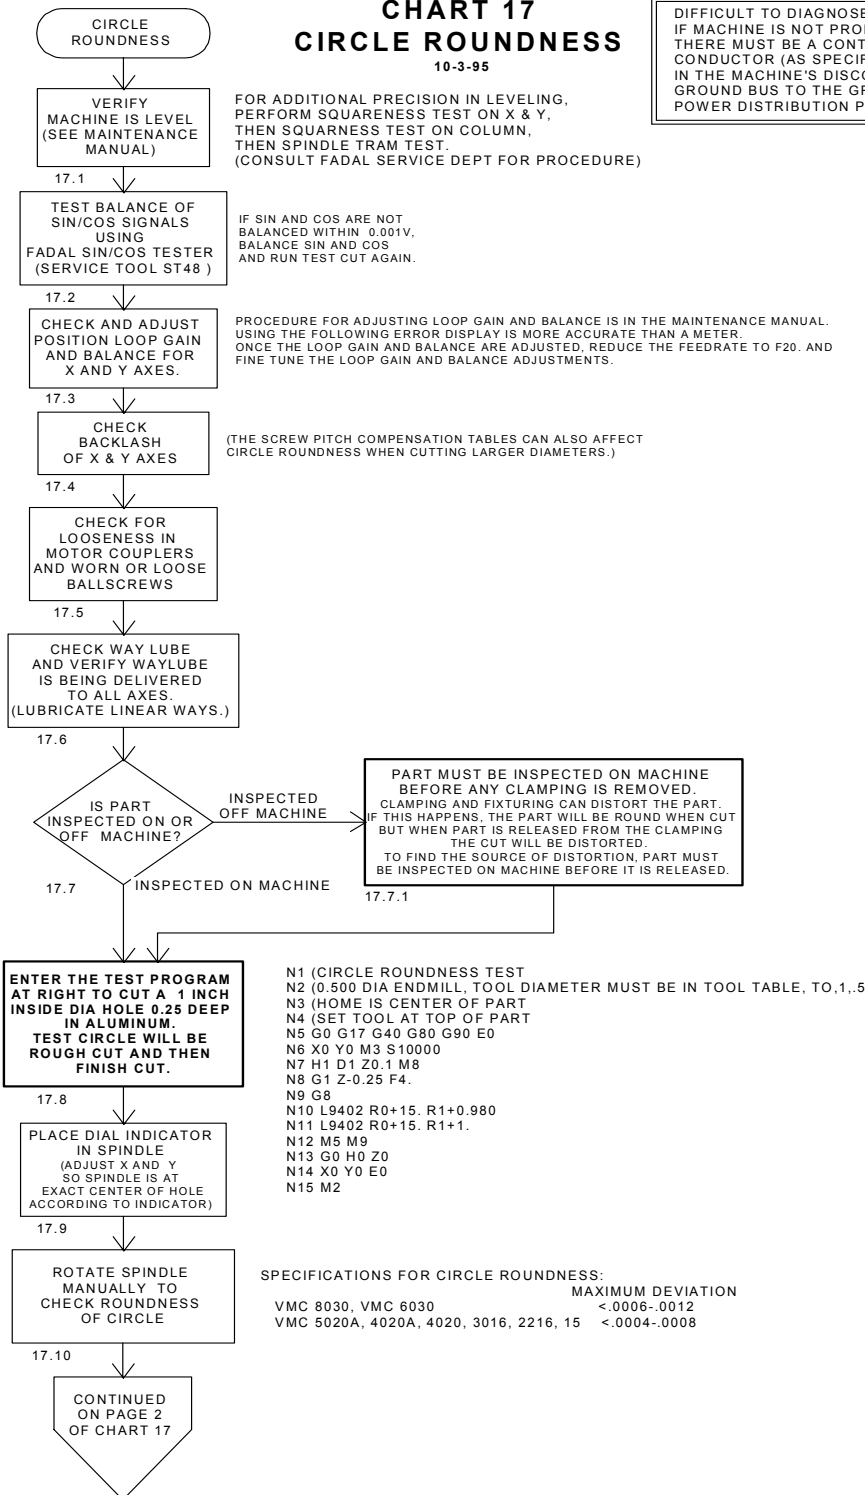 CHART 17
CIRCLE ROUNDNESS
10-3-95
DIFFICULT TO DIAGNOSE
IF MACHINE IS NOT
THERE MUST BE A
CONDUCTOR (AS
IN THE MACHINE'S
GROUND BUS TO THE
POWER DISTRIBUTION
CIRCLE
ROUNDNESS
VERIFY
MACHINE IS LEVEL
(SEE MAINTENANCE
MANUAL)
FOR ADDITIONAL PRECISION IN LEVELING,
PERFORM SQUARENESS TEST ON X & Y,
THEN SQUARNESS TEST ON COLUMN,
THEN SPINDLE TRAM TEST.
(CONSULT FADAL SERVICE DEPT FOR PROCEDURE)
17.1
TEST BALANCE OF
SIN/COS SIGNALS
USING
FADAL SIN/COS TESTER
(SERVICE TOOL ST48 )
IF SIN AND COS ARE NOT
BALANCED WITHIN 0.001V,
BALANCE SIN AND COS
AND RUN TEST CUT AGAIN.
17.2
CHECK AND ADJUST
POSITION LOOP GAIN
AND BALANCE FOR
X AND Y AXES.
PROCEDURE FOR ADJUSTING LOOP GAIN AND BALANCE IS IN THE MAINTENANCE MANUAL.
USING THE FOLLOWING ERROR DISPLAY IS MORE ACCURATE THAN A METER.
ONCE THE LOOP GAIN AND BALANCE ARE ADJUSTED, REDUCE THE FEEDRATE TO F20. AND
FINE TUNE THE LOOP GAIN AND BALANCE ADJUSTMENTS.
17.3
CHECK
BACKLASH
OF X & Y AXES
(THE SCREW PITCH COMPENSATION TABLES CAN ALSO AFFECT
CIRCLE ROUNDNESS WHEN CUTTING LARGER DIAMETERS.)
17.4
CHECK FOR
LOOSENESS IN
MOTOR COUPLERS
AND WORN OR LOOSE
BALLSCREWS
17.5
CHECK WAY LUBE
AND VERIFY WAYLUBE
IS BEING DELIVERED
TO ALL AXES.
(LUBRICATE LINEAR WAYS.)
17.6
IS PART
INSPECTED ON OR
OFF MACHINE?
INSPECTED
OFF MACHINE
PART MUST BE INSPECTED ON MACHINE
BEFORE ANY CLAMPING IS REMOVED.
CLAMPING AND FIXTURING CAN DISTORT THE PART.
IF THIS HAPPENS, THE PART WILL BE ROUND WHEN CUT
BUT WHEN PART IS RELEASED FROM THE CLAMPING
THE CUT WILL BE DISTORTED.
TO FIND THE SOURCE OF DISTORTION, PART MUST
BE INSPECTED ON MACHINE BEFORE IT IS RELEASED.
17.7
INSPECTED ON MACHINE
17.7.1
ENTER THE TEST PROGRAM
AT RIGHT TO CUT A 1 INCH
INSIDE DIA HOLE 0.25 DEEP
IN ALUMINUM.
TEST CIRCLE WILL BE
ROUGH CUT AND THEN
FINISH CUT.
N1 (CIRCLE ROUNDNESS TEST
N2 (0.500 DIA ENDMILL, TOOL DIAMETER MUST BE IN TOOL TABLE, TO,1,.5
N3 (HOME IS CENTER OF PART
N4 (SET TOOL AT TOP OF PART
N5 G0 G17 G40 G80 G90 E0
N6 X0 Y0 M3 S10000
N7 H1 D1 Z0.1 M8
N8 G1 Z-0.25 F4.
N9 G8
N10 L9402 R0+15. R1+0.980
N11 L9402 R0+15. R1+1.
N12 M5 M9
N13 G0 H0 Z0
N14 X0 Y0 E0
N15 M2
17.8
PLACE DIAL INDICATOR
IN SPINDLE
(ADJUST X AND Y
SO SPINDLE IS AT
EXACT CENTER OF HOLE
ACCORDING TO INDICATOR)
17.9
ROTATE SPINDLE
MANUALLY TO
CHECK ROUNDNESS
OF CIRCLE
SPECIFICATIONS FOR CIRCLE ROUNDNESS:
MAXIMUM DEVIATION
VMC 8030, VMC 6030 <.0006-.0012
VMC 5020A, 4020A, 4020, 3016, 2216, 15 <.0004-.0008
17.10
CONTINUED
ON PAGE 2
OF CHART 17